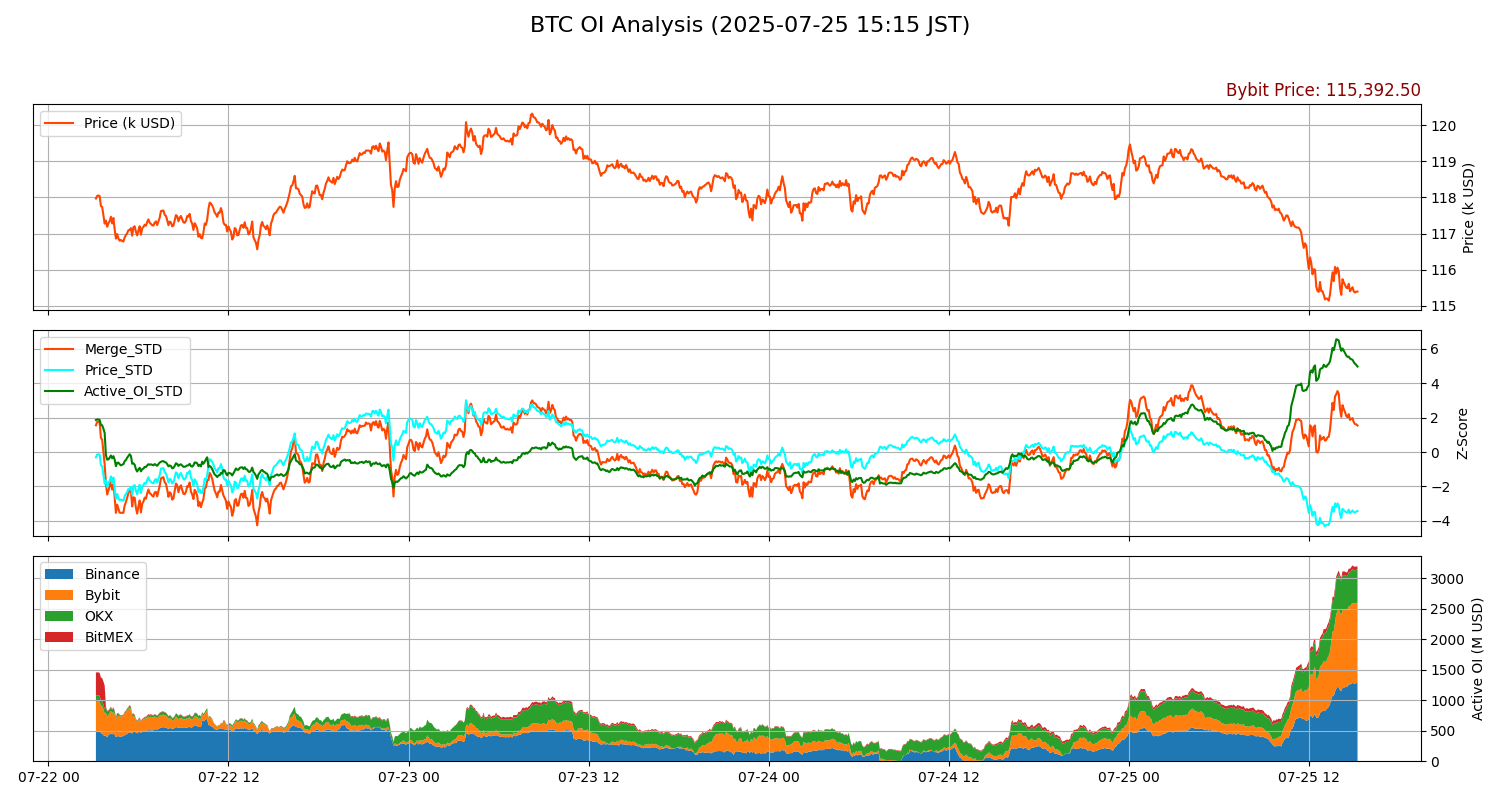 BTC OI Analysis (2025-07-25 15:15 JST)
Bybit Price: 115,392.50
Price (k USD)
120
119
118
117
116
115
Price (k USD)
Merge_STD
Price_STD
Active_OI_STD
6
4
2
0
−2
−4
Z-Score
Binance
Bybit
OKX
BitMEX
3000
2500
2000
1500
1000
500
0
Active OI (M USD)
07-22 00
07-22 12
07-23 00
07-23 12
07-24 00
07-24 12
07-25 00
07-25 12